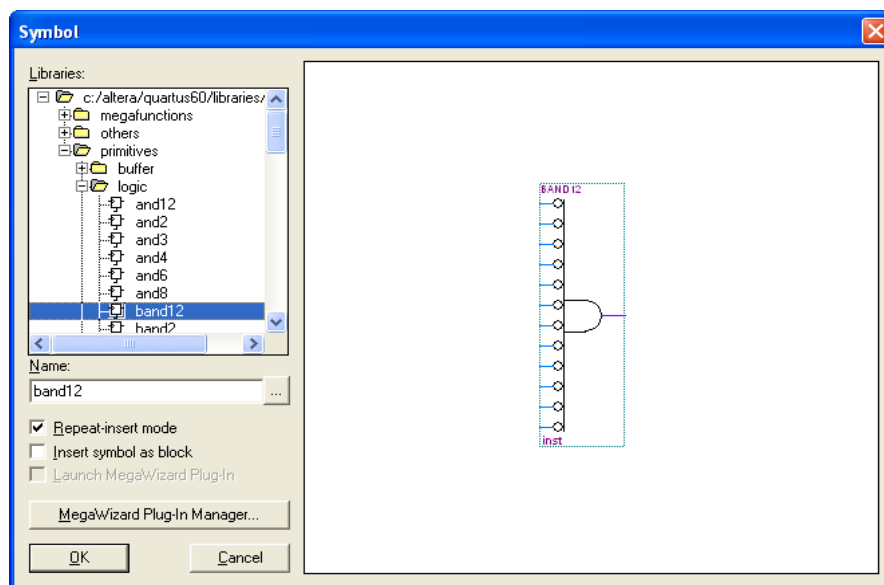 Symbol
Libraries:
c:/altera/quartus60/libraries/
megafunctions
others
primitives
buffer
logic
and12
and2
and3
and4
and6
and8
band12
band2
Name:
band12
...
Repeat-insert mode
Insert symbol as block
Launch MegaWizard Plug-In
MegaWizard Plug-In Manager...
OK
Cancel
BAND12
inst